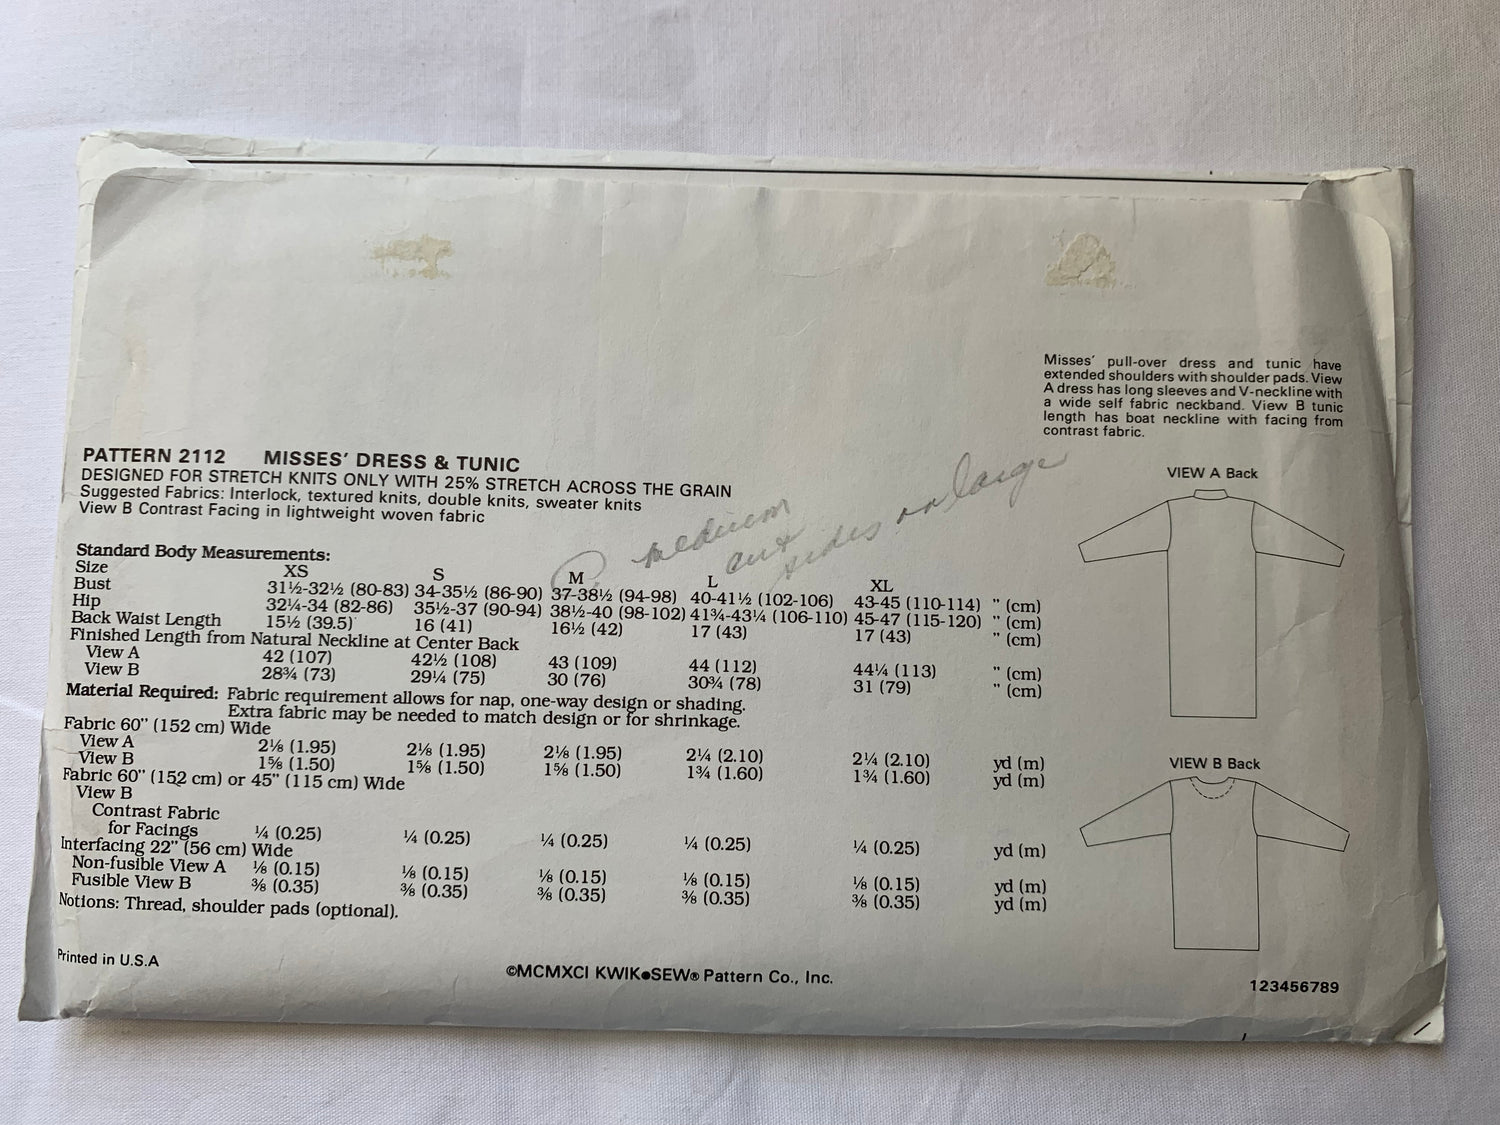 Misses' pull-over dress and tunic have
extended shoulders with shoulder pads. View
A dress has long sleeves and V-neckline with
a wide self fabric neckband. View B tunic
length has boat neckline with facing from
contrast fabric.
PATTERN 2112 MISSES' DRESS & TUNIC
DESIGNED FOR STRETCH KNITS ONLY WITH 25% STRETCH ACROSS THE GRAIN
Suggested Fabrics: Interlock, textured knits, double knits, sweater knits
View B Contrast Facing in lightweight woven fabric
medium
cut
sides on large
VIEW A Back
Standard Body Measurements:
Size XS S M L XL
Bust 31½-32½ (80-83) 34-35½ (86-90) 37-38½ (94-98) 40-41½ (102-106) 43-45 (110-114) " (cm)
Hip 32¼-34 (82-86) 35½-37 (90-94) 38½-40 (98-102) 41¾-43¼ (106-110) 45-47 (115-120) " (cm)
Back Waist Length 15½ (39.5) 16 (41) 16½ (42) 17 (43) 17 (43) " (cm)
Finished Length from Natural Neckline at Center Back
View A 42 (107) 42½ (108) 43 (109) 44 (112) 44¼ (113) " (cm)
View B 28¾ (73) 29¼ (75) 30 (76) 30¾ (78) 31 (79) " (cm)
Material Required: Fabric requirement allows for nap, one-way design or shading.
Extra fabric may be needed to match design or for shrinkage.
Fabric 60" (152 cm) Wide
View A 2⅛ (1.95) 2⅛ (1.95) 2⅛ (1.95) 2¼ (2.10) 2¼ (2.10) yd (m)
View B 1⅝ (1.50) 1⅝ (1.50) 1⅝ (1.50) 1¾ (1.60) 1¾ (1.60) yd (m)
Fabric 60" (152 cm) or 45" (115 cm) Wide
View B
Contrast Fabric
for Facings ¼ (0.25) ¼ (0.25) ¼ (0.25) ¼ (0.25) ¼ (0.25) yd (m)
Interfacing 22" (56 cm) Wide
Non-fusible View A ⅛ (0.15) ⅛ (0.15) ⅛ (0.15) ⅛ (0.15) ⅛ (0.15) yd (m)
Fusible View B ⅜ (0.35) ⅜ (0.35) ⅜ (0.35) ⅜ (0.35) ⅜ (0.35) yd (m)
Notions: Thread, shoulder pads (optional).
VIEW B Back
Printed in U.S.A
©MCMXCI KWIK•SEW® Pattern Co., Inc.
123456789